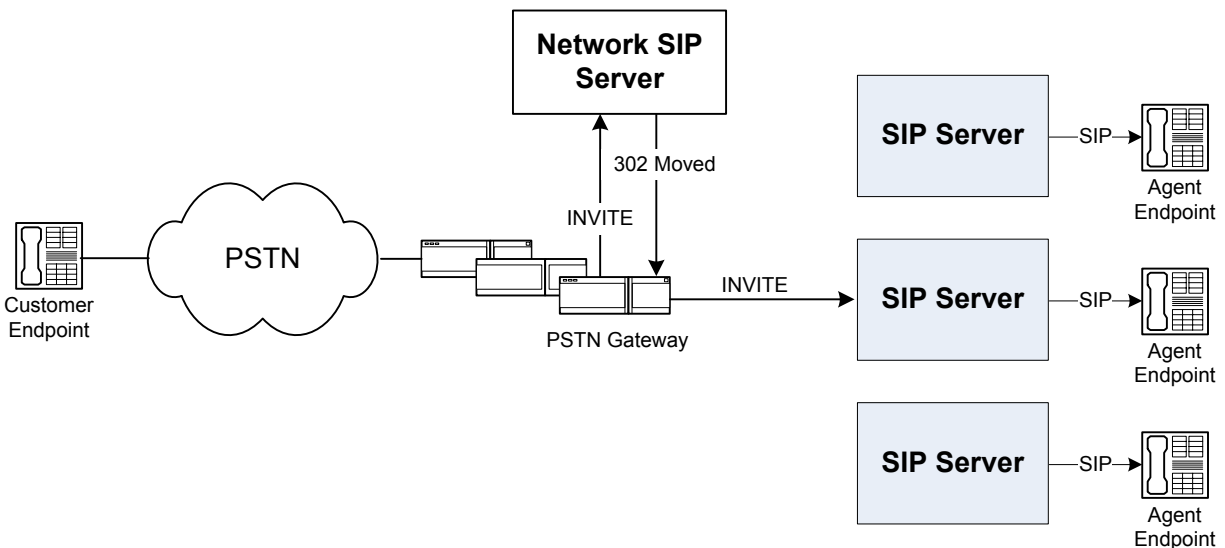 Network SIP
Server
302 Moved
INVITE
Customer
Endpoint
PSTN
PSTN Gateway
INVITE
SIP Server
SIP
Agent
Endpoint
SIP Server
SIP
Agent
Endpoint
SIP Server
SIP
Agent
Endpoint